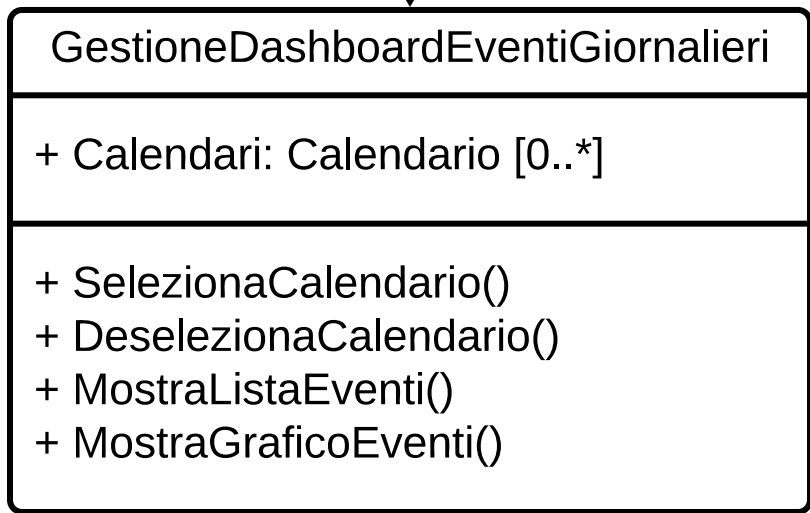 GestioneDashboardEventiGiornalieri
+ Calendari: Calendario [0..*]
+ SelezionaCalendario()
+ DeselezionaCalendario()
+ MostraListaEventi()
+ MostraGraficoEventi()